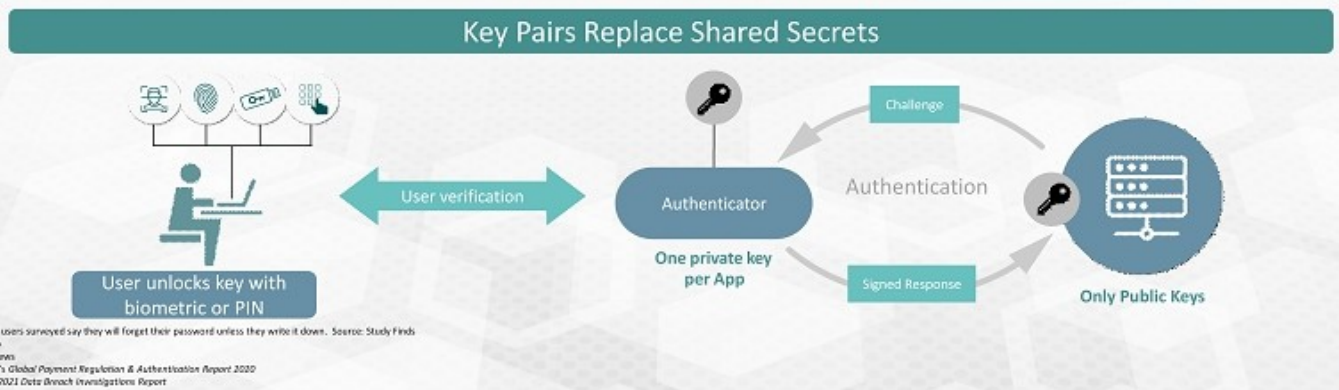 Key Pairs Replace Shared Secrets
Challenge
User verification
Authenticator
Authentication
One private key
per App
Signed Response
Only Public Keys
User unlocks key with
biometric or PIN
users surveyed say they will forget their password unless they write it down. Source: Study Finds
's Global Payment Regulation & Authentication Report 2020
2021 Data Breach Investigations Report